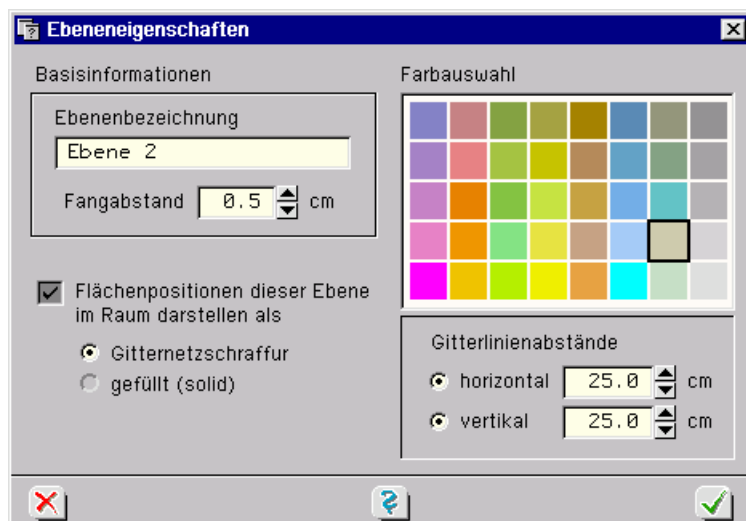 Ebeneneigenschaften
Basisinformationen
Ebenenbezeichnung
Ebene 2
Fangabstand 0.5 cm
Flächenpositionen dieser Ebene
im Raum darstellen als
Gitternetzschraffur
gefüllt (solid)
Farbauswahl
Gitterlinienabstände
horizontal 25.0 cm
vertikal 25.0 cm